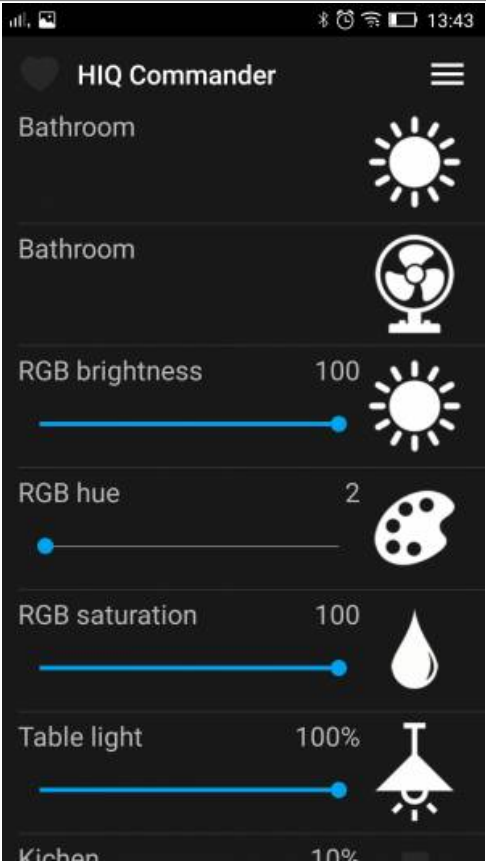 13:43
HIQ Commander
Bathroom
Bathroom
RGB brightness 100
RGB hue 2
RGB saturation 100
Table light 100%
Kichen 10%